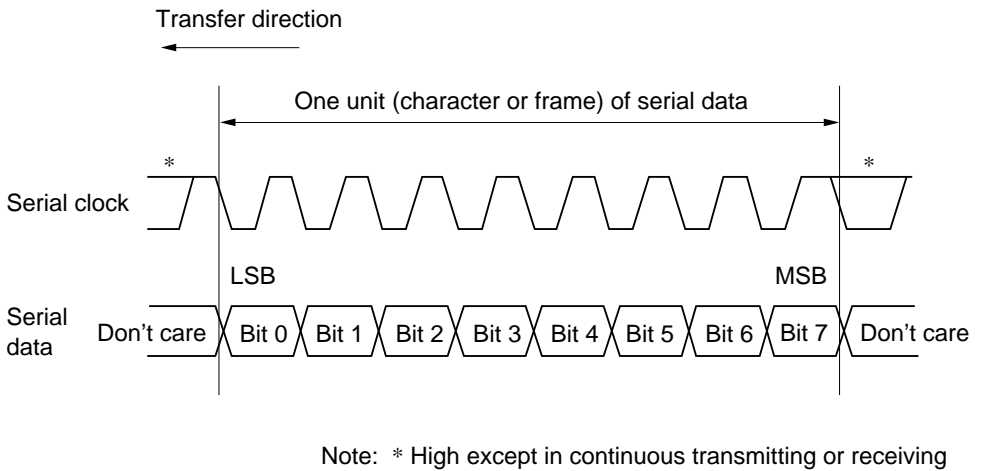 Transfer direction
One unit (character or frame) of serial data
* *
Serial clock
LSB MSB
Serial
data
Don't care Bit 0 Bit 1 Bit 2 Bit 3 Bit 4 Bit 5 Bit 6 Bit 7 Don't care
Note: * High except in continuous transmitting or receiving